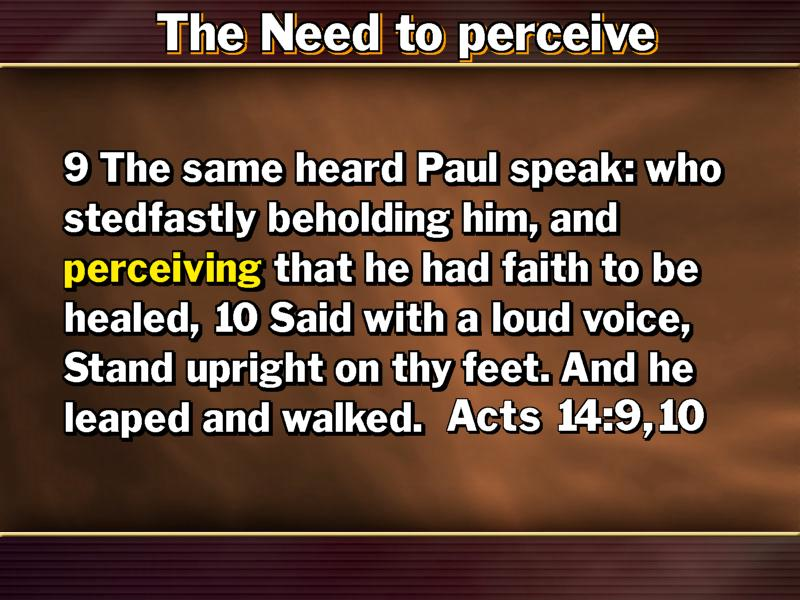 The Need to perceive
9 The same heard Paul speak: who
stedfastly beholding him, and
perceiving that he had faith to be
healed, 10 Said with a loud voice,
Stand upright on thy feet. And he
leaped and walked. Acts 14:9,10